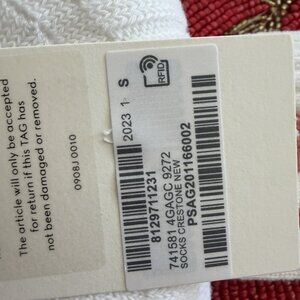 The article will only be accepted
for return if this TAG has
not been damaged or removed.
0908J 0010
2023 1 S
RFID
8129711231
741581 4GAGC 9272
SOCKS CRESTONE NEW
PSAG201166002